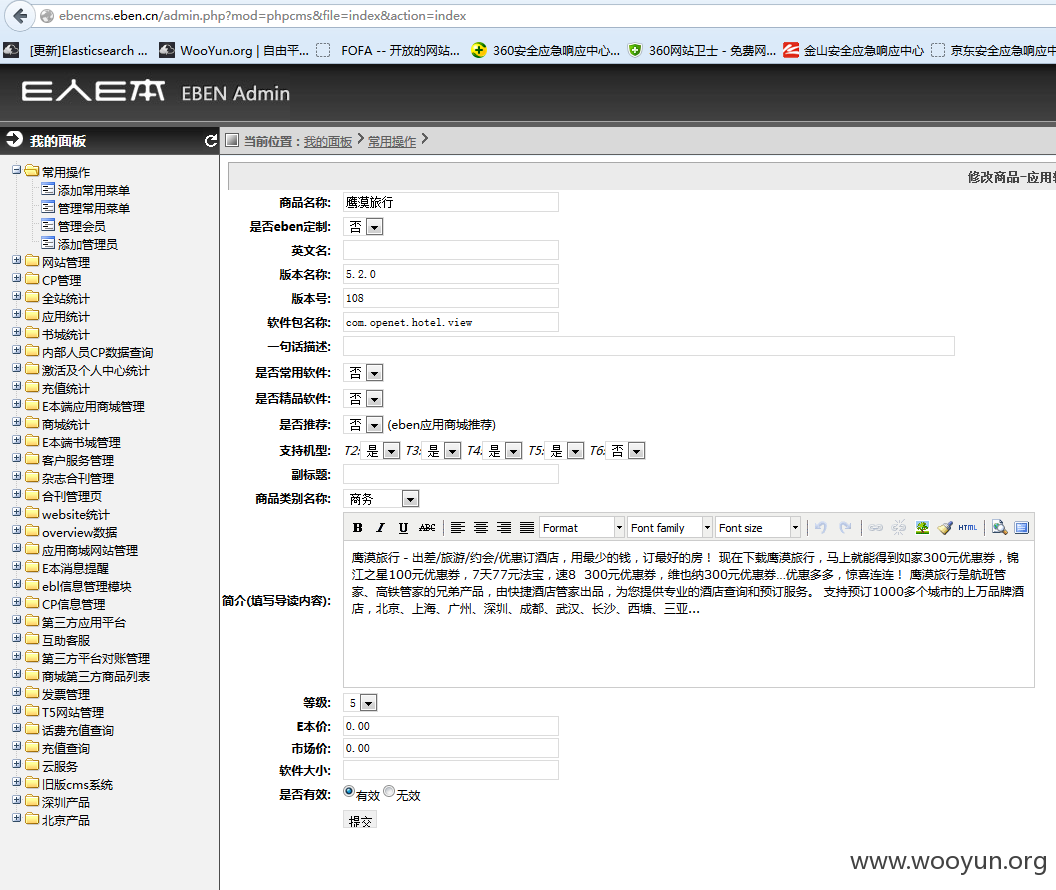 ebencms.eben.cn/admin.php?mod=phpcms&file=index&action=index
[更新]Elasticsearch ... WooYun.org | 自由平... FOFA -- 开放的网站... 360安全应急响应中心... 360网站卫士 - 免费网... 金山安全应急响应中心 京东安全应急响应中
E人E本 EBEN Admin
我的面板
当前位置：我的面板 > 常用操作 >
常用操作
添加常用菜单
管理常用菜单
管理会员
添加管理员
网站管理
CP管理
全站统计
应用统计
书城统计
内部人员CP数据查询
激活及个人中心统计
充值统计
E本端应用商城管理
商城统计
E本端书城管理
客户服务管理
杂志合刊管理
合刊管理页
website统计
overview数据
应用商城网站管理
E本消息提醒
ebl信息管理模块
CP信息管理
第三方应用平台
互助客服
第三方平台对账管理
商城第三方商品列表
发票管理
T5网站管理
话费充值查询
充值查询
云服务
旧版cms系统
深圳产品
北京产品
修改商品--应用软
商品名称: 鹰漠旅行
是否eben定制: 否
英文名:
版本名称: 5.2.0
版本号: 108
软件包名称: com.openet.hotel.view
一句话描述:
是否常用软件: 否
是否精品软件: 否
是否推荐: 否 (eben应用商城推荐)
支持机型: T2: 是 T3: 是 T4: 是 T5: 是 T6: 否
副标题:
商品类别名称: 商务
B I U ABC Format Font family Font size HTML
简介(填写导读内容):
鹰漠旅行 - 出差/旅游/约会/优惠订酒店，用最少的钱，订最好的房！ 现在下载鹰漠旅行，马上就能得到如家300元优惠券，锦
江之星100元优惠券，7天77元法宝，速8 300元优惠券，维也纳300元优惠券...优惠多多，惊喜连连！ 鹰漠旅行是航班管
家、高铁管家的兄弟产品，由快捷酒店管家出品，为您提供专业的酒店查询和预订服务。 支持预订1000多个城市的上万品牌酒
店，北京、上海、广州、深圳、成都、武汉、长沙、西塘、三亚...
等级: 5
E本价: 0.00
市场价: 0.00
软件大小:
是否有效: 有效 无效
提交
www.wooyun.org